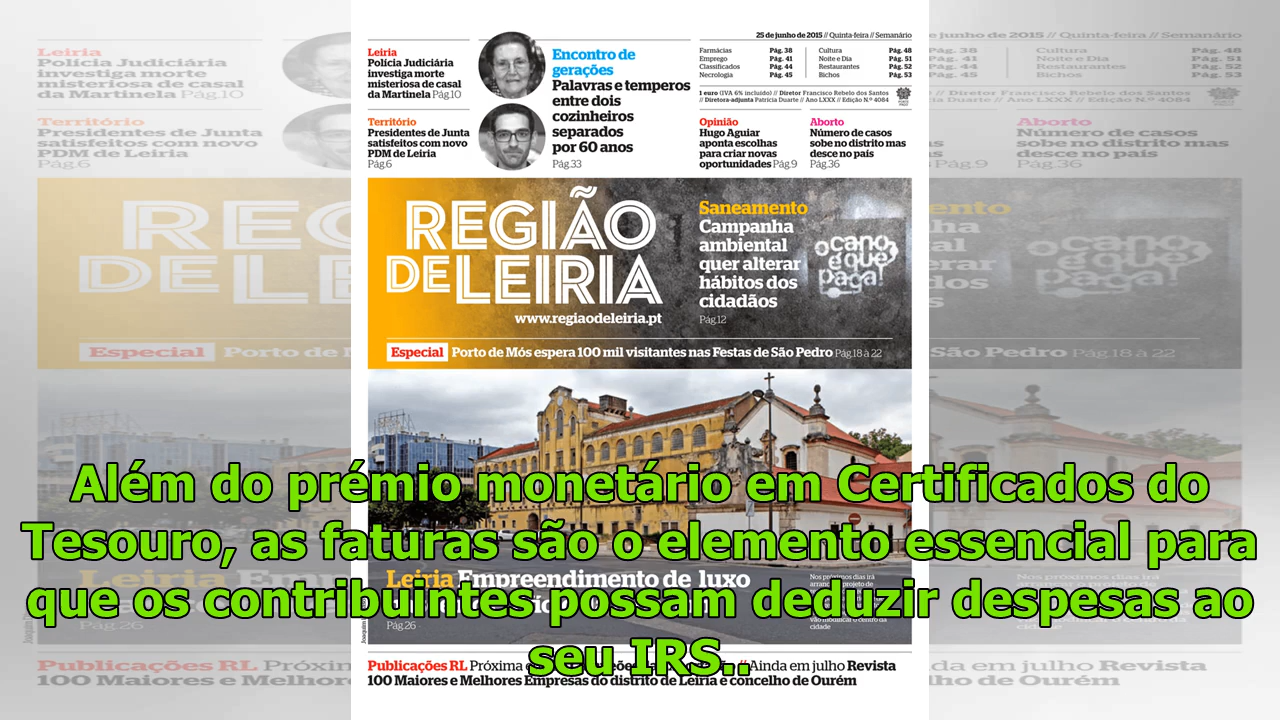 25 de junho de 2015 // Quinta-feira // Semanário
Leiria
Polícia Judiciária
investiga morte
misteriosa de casal
da Martinela Pág.10
Território
Presidentes de Junta
satisfeitos com novo
PDM de Leiria
Pág.6
Encontro de
gerações
Palavras e temperos
entre dois
cozinheiros
separados
por 60 anos
Pág.33
Farmácias Pág. 38
Emprego Pág. 41
Classificados Pág. 44
Necrologia Pág. 45
Cultura Pág. 48
Noite e Dia Pág. 51
Restaurantes Pág. 52
Bichos Pág. 53
1 euro (IVA 6% incluído) // Diretor Francisco Rebelo dos Santos
// Diretora-adjunta Patrícia Duarte // Ano LXXX // Edição N.º 4084
Opinião
Hugo Aguiar
aponta escolhas
para criar novas
oportunidades Pág.9
Aborto
Número de casos
sobe no distrito mas
desce no país
Pág.36
REGIÃO
DE LEIRIA
www.regiaodeleiria.pt
Saneamento
Campanha
ambiental
quer alterar
hábitos dos
cidadãos
Pág.12
o cano
é que
paga!
Especial Porto de Mós espera 100 mil visitantes nas Festas de São Pedro Pág.18 à 22
Além do prémio monetário em Certificados do
Tesouro, as faturas são o elemento essencial para
que os contribuintes possam deduzir despesas ao
seu IRS..
Leiria Empreendimento de luxo
Pág.26
Nos próximos dias irá
cidade
Publicações RL Próxima // Ainda em julho Revista
100 Maiores e Melhores Empresas do distrito de Leiria e concelho de Ourém